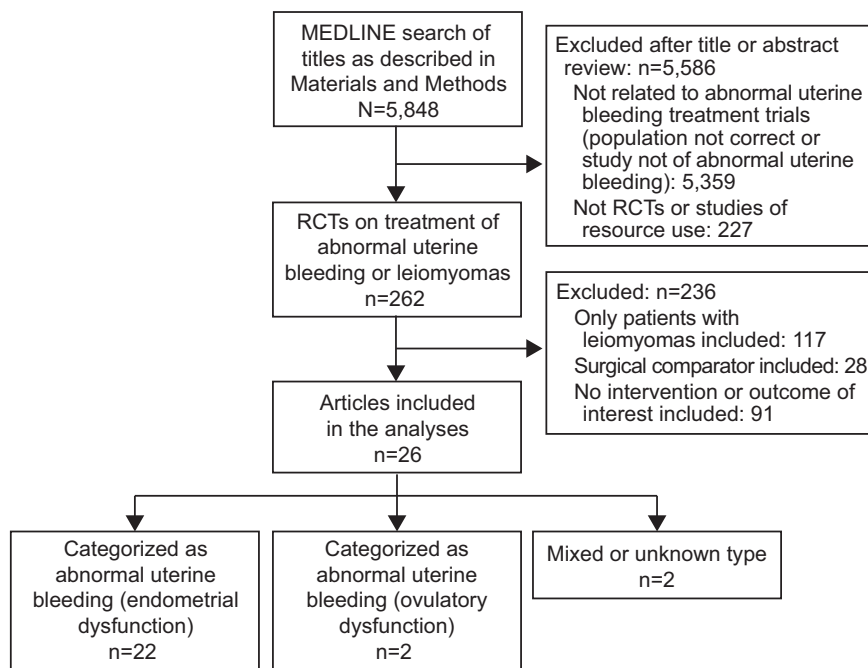 MEDLINE search of
titles as described in
Materials and Methods
N=5,848
Excluded after title or abstract
review: n=5,586
Not related to abnormal uterine
bleeding treatment trials
(population not correct or
study not of abnormal uterine
bleeding): 5,359
Not RCTs or studies of
resource use: 227
RCTs on treatment of
abnormal uterine
bleeding or leiomyomas
n=262
Excluded: n=236
Only patients with
leiomyomas included: 117
Surgical comparator included: 28
No intervention or outcome of
interest included: 91
Articles included
in the analyses
n=26
Categorized as
abnormal uterine
bleeding (endometrial
dysfunction)
n=22
Categorized as
abnormal uterine
bleeding (ovulatory
dysfunction)
n=2
Mixed or unknown type
n=2